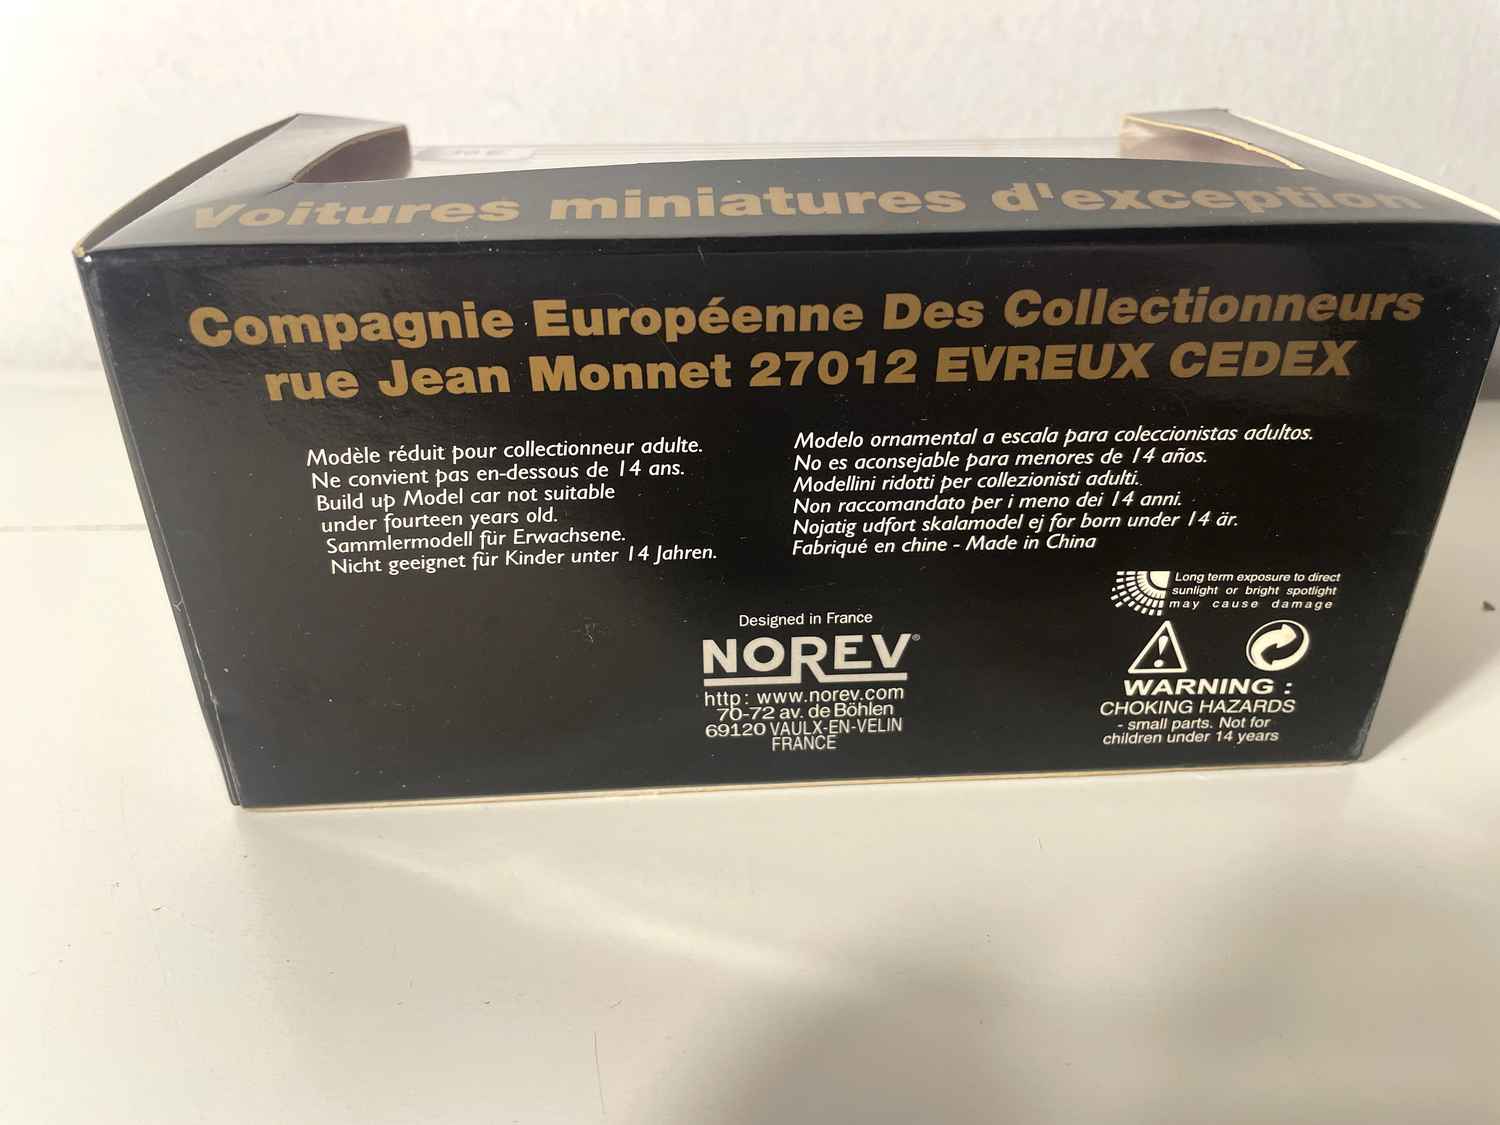 Voitures miniatures d'exception
Compagnie Européenne Des Collectionneurs
rue Jean Monnet 27012 EVREUX CEDEX
Modèle réduit pour collectionneur adulte.
Ne convient pas en-dessous de 14 ans.
Build up Model car not suitable
under fourteen years old.
Sammlermodell für Erwachsene.
Nicht geeignet für Kinder unter 14 Jahren.
Modelo ornamental a escala para coleccionistas adultos.
No es aconsejable para menores de 14 años.
Modellini ridotti per collezionisti adulti.
Non raccomandato per i meno dei 14 anni.
Nojatig udfort skalamodel ej for born under 14 är.
Fabriqué en chine - Made in China
Long term exposure to direct
sunlight or bright spotlight
may cause damage
Designed in France
NOREV®
http: www.norev.com
70-72 av. de Böhlen
69120 VAULX-EN-VELIN
FRANCE
WARNING :
CHOKING HAZARDS
- small parts. Not for
children under 14 years